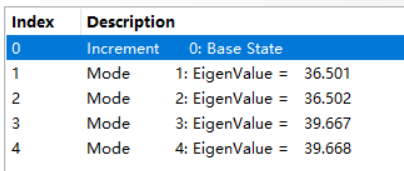 Index Description
0 Increment 0: Base State
1 Mode 1: EigenValue = 36.501
2 Mode 2: EigenValue = 36.502
3 Mode 3: EigenValue = 39.667
4 Mode 4: EigenValue = 39.668